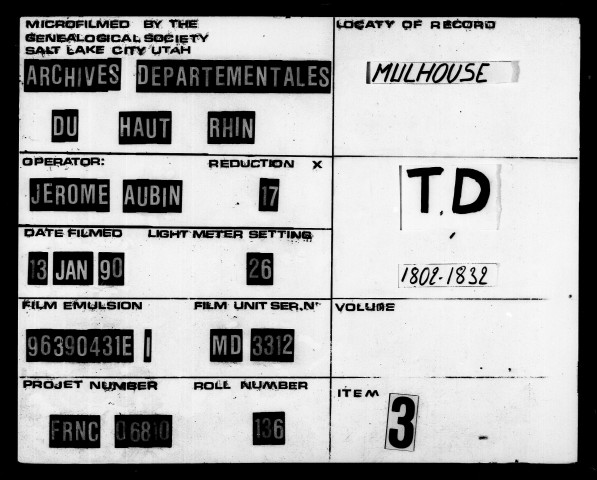 MICROFILMED BY THE
GENEALOGICAL SOCIETY
SALT LAKE CITY UTAH
ARCHIVES DEPARTEMENTALES
DU HAUT RHIN
LOCATY OF RECORD
MULHOUSE
OPERATOR: REDUCTION X
JEROME AUBIN 17
T.D
1802-1832
DATE FILMED LIGHT METER SETTING
13 JAN 90 26
FILM EMULSION FILM UNIT SER.N°
96390431E I MD 3312
VOLUME
PROJET NUMBER ROLL NUMBER
FRNC 06810 136
ITEM 3